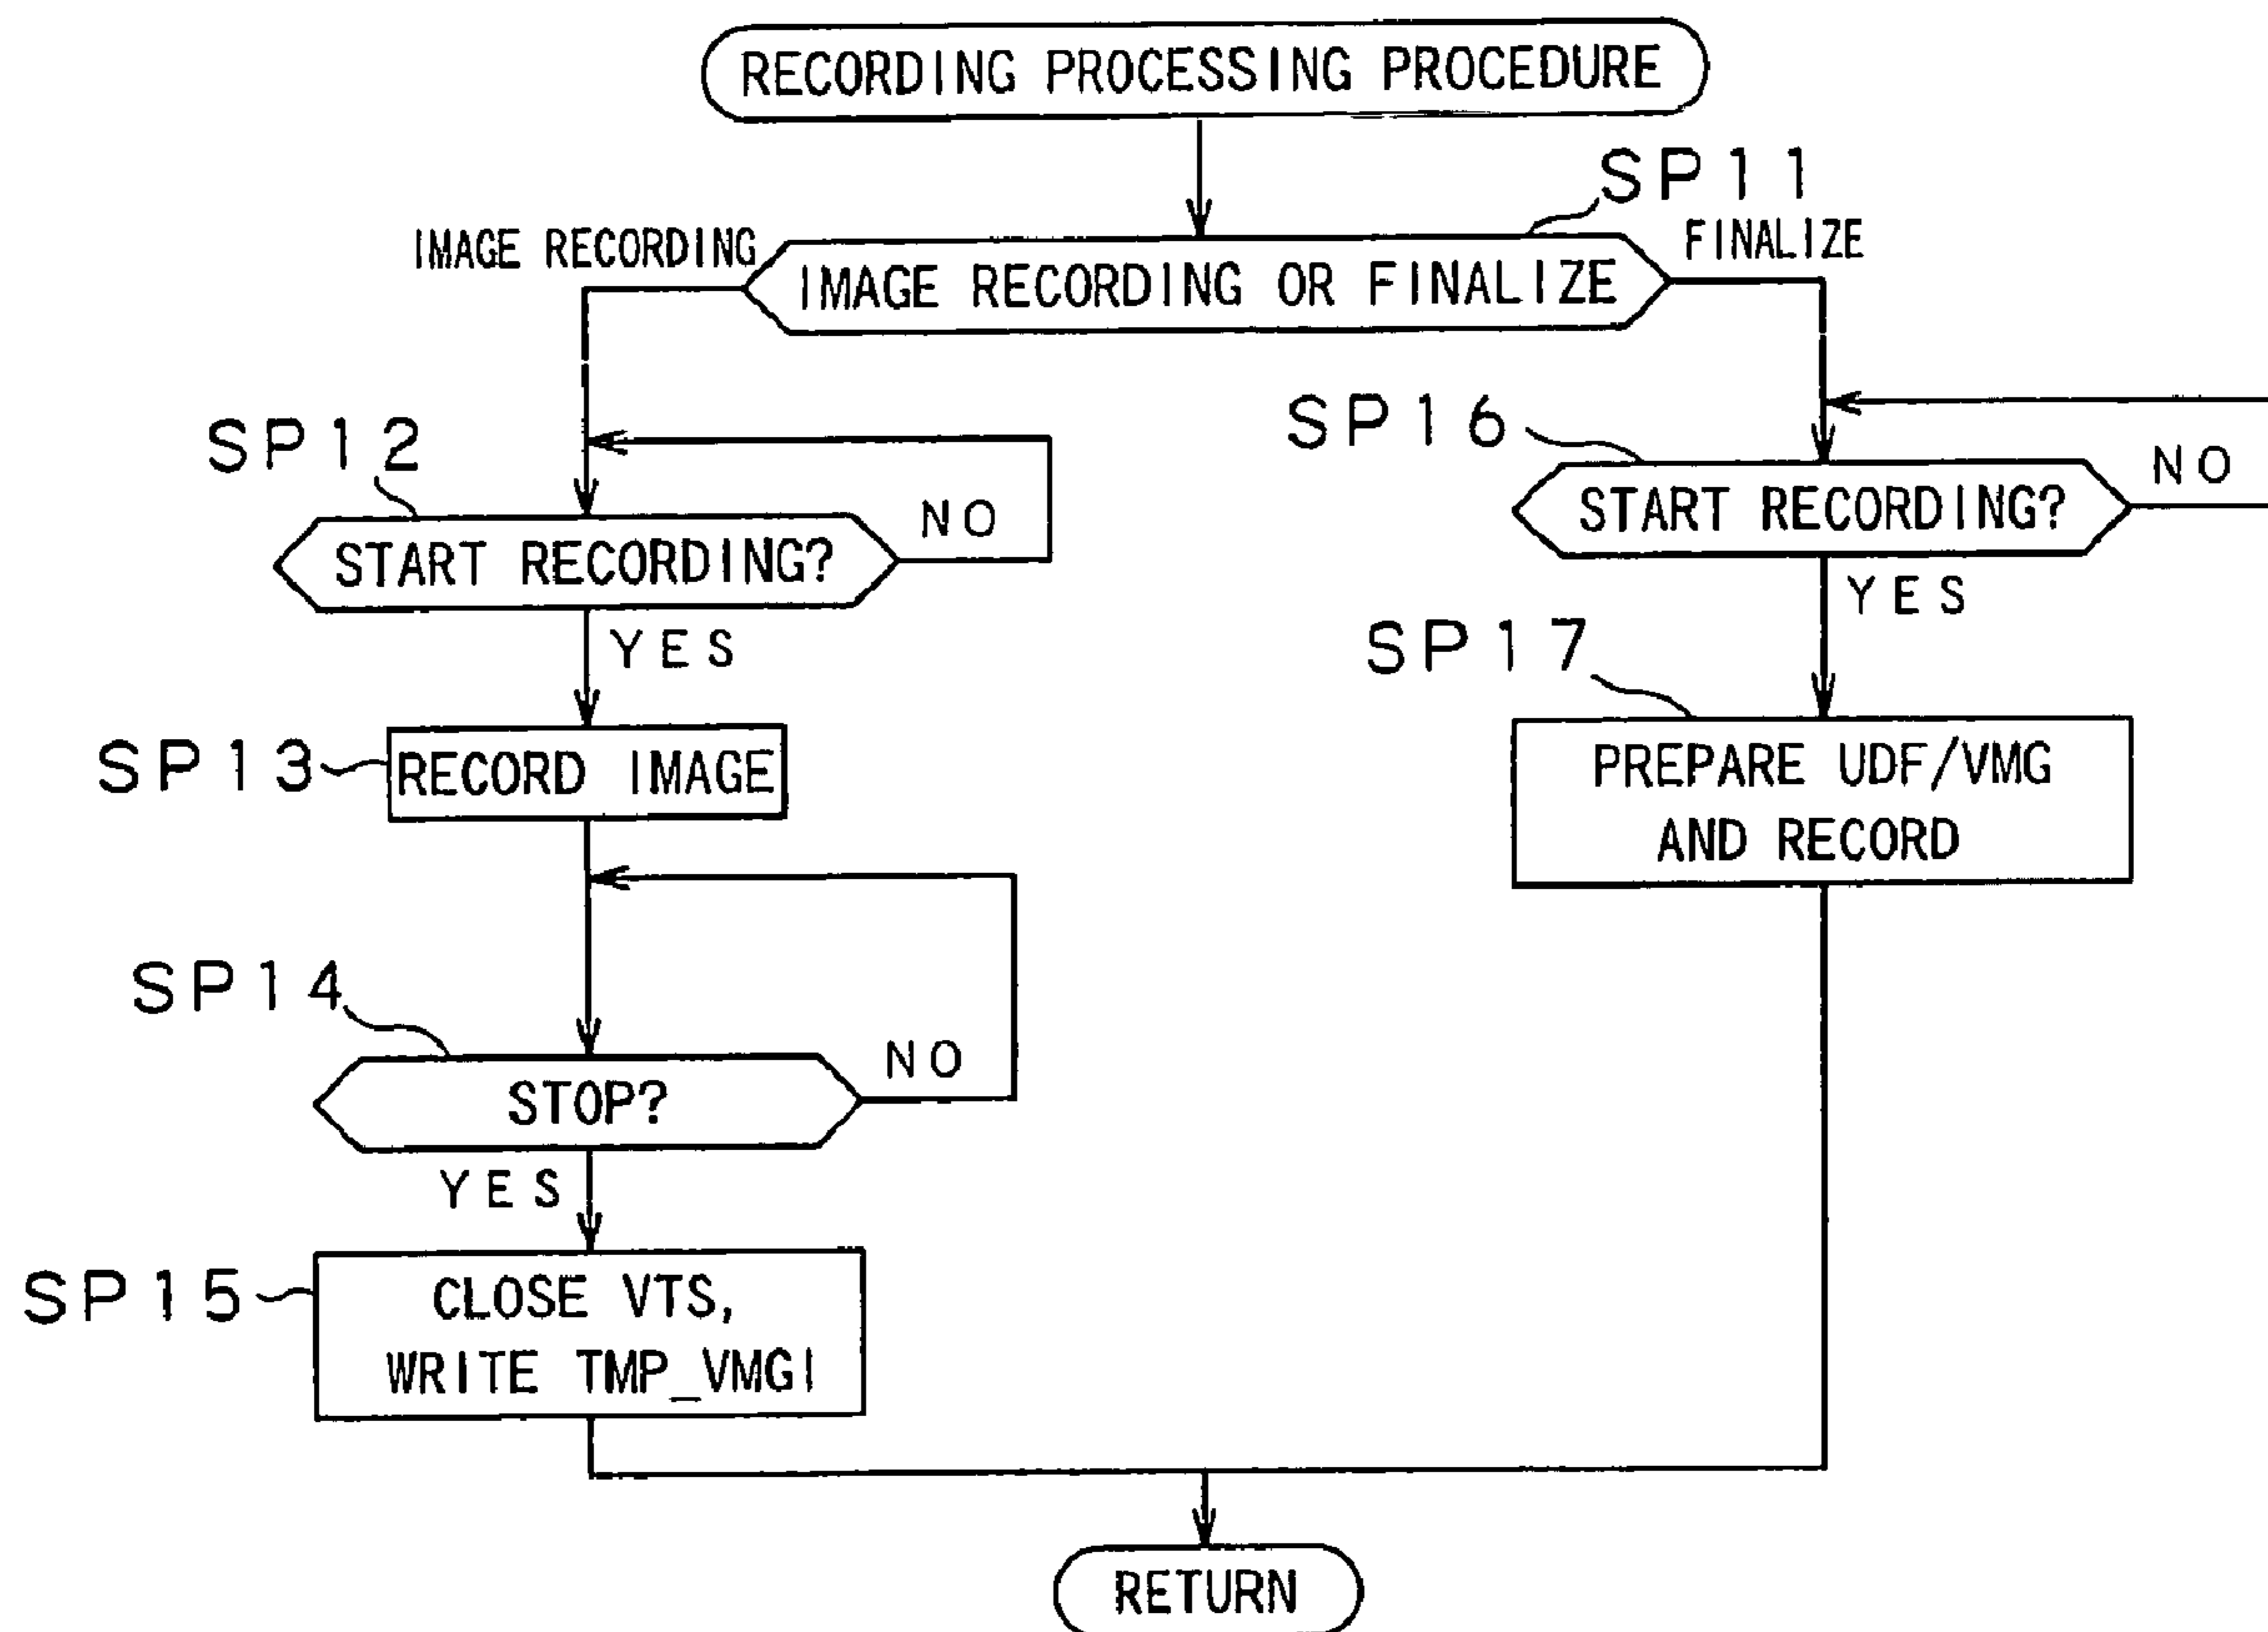 RECORDING PROCESSING PROCEDURE
SP11
IMAGE RECORDING
FINALIZE
IMAGE RECORDING OR FINALIZE
SP12
SP16
NO
NO
START RECORDING?
START RECORDING?
YES
YES
SP13
RECORD IMAGE
SP17
PREPARE UDF/VMG
AND RECORD
SP14
NO
STOP?
YES
SP15
CLOSE VTS,
WRITE TMP_VMGI
RETURN